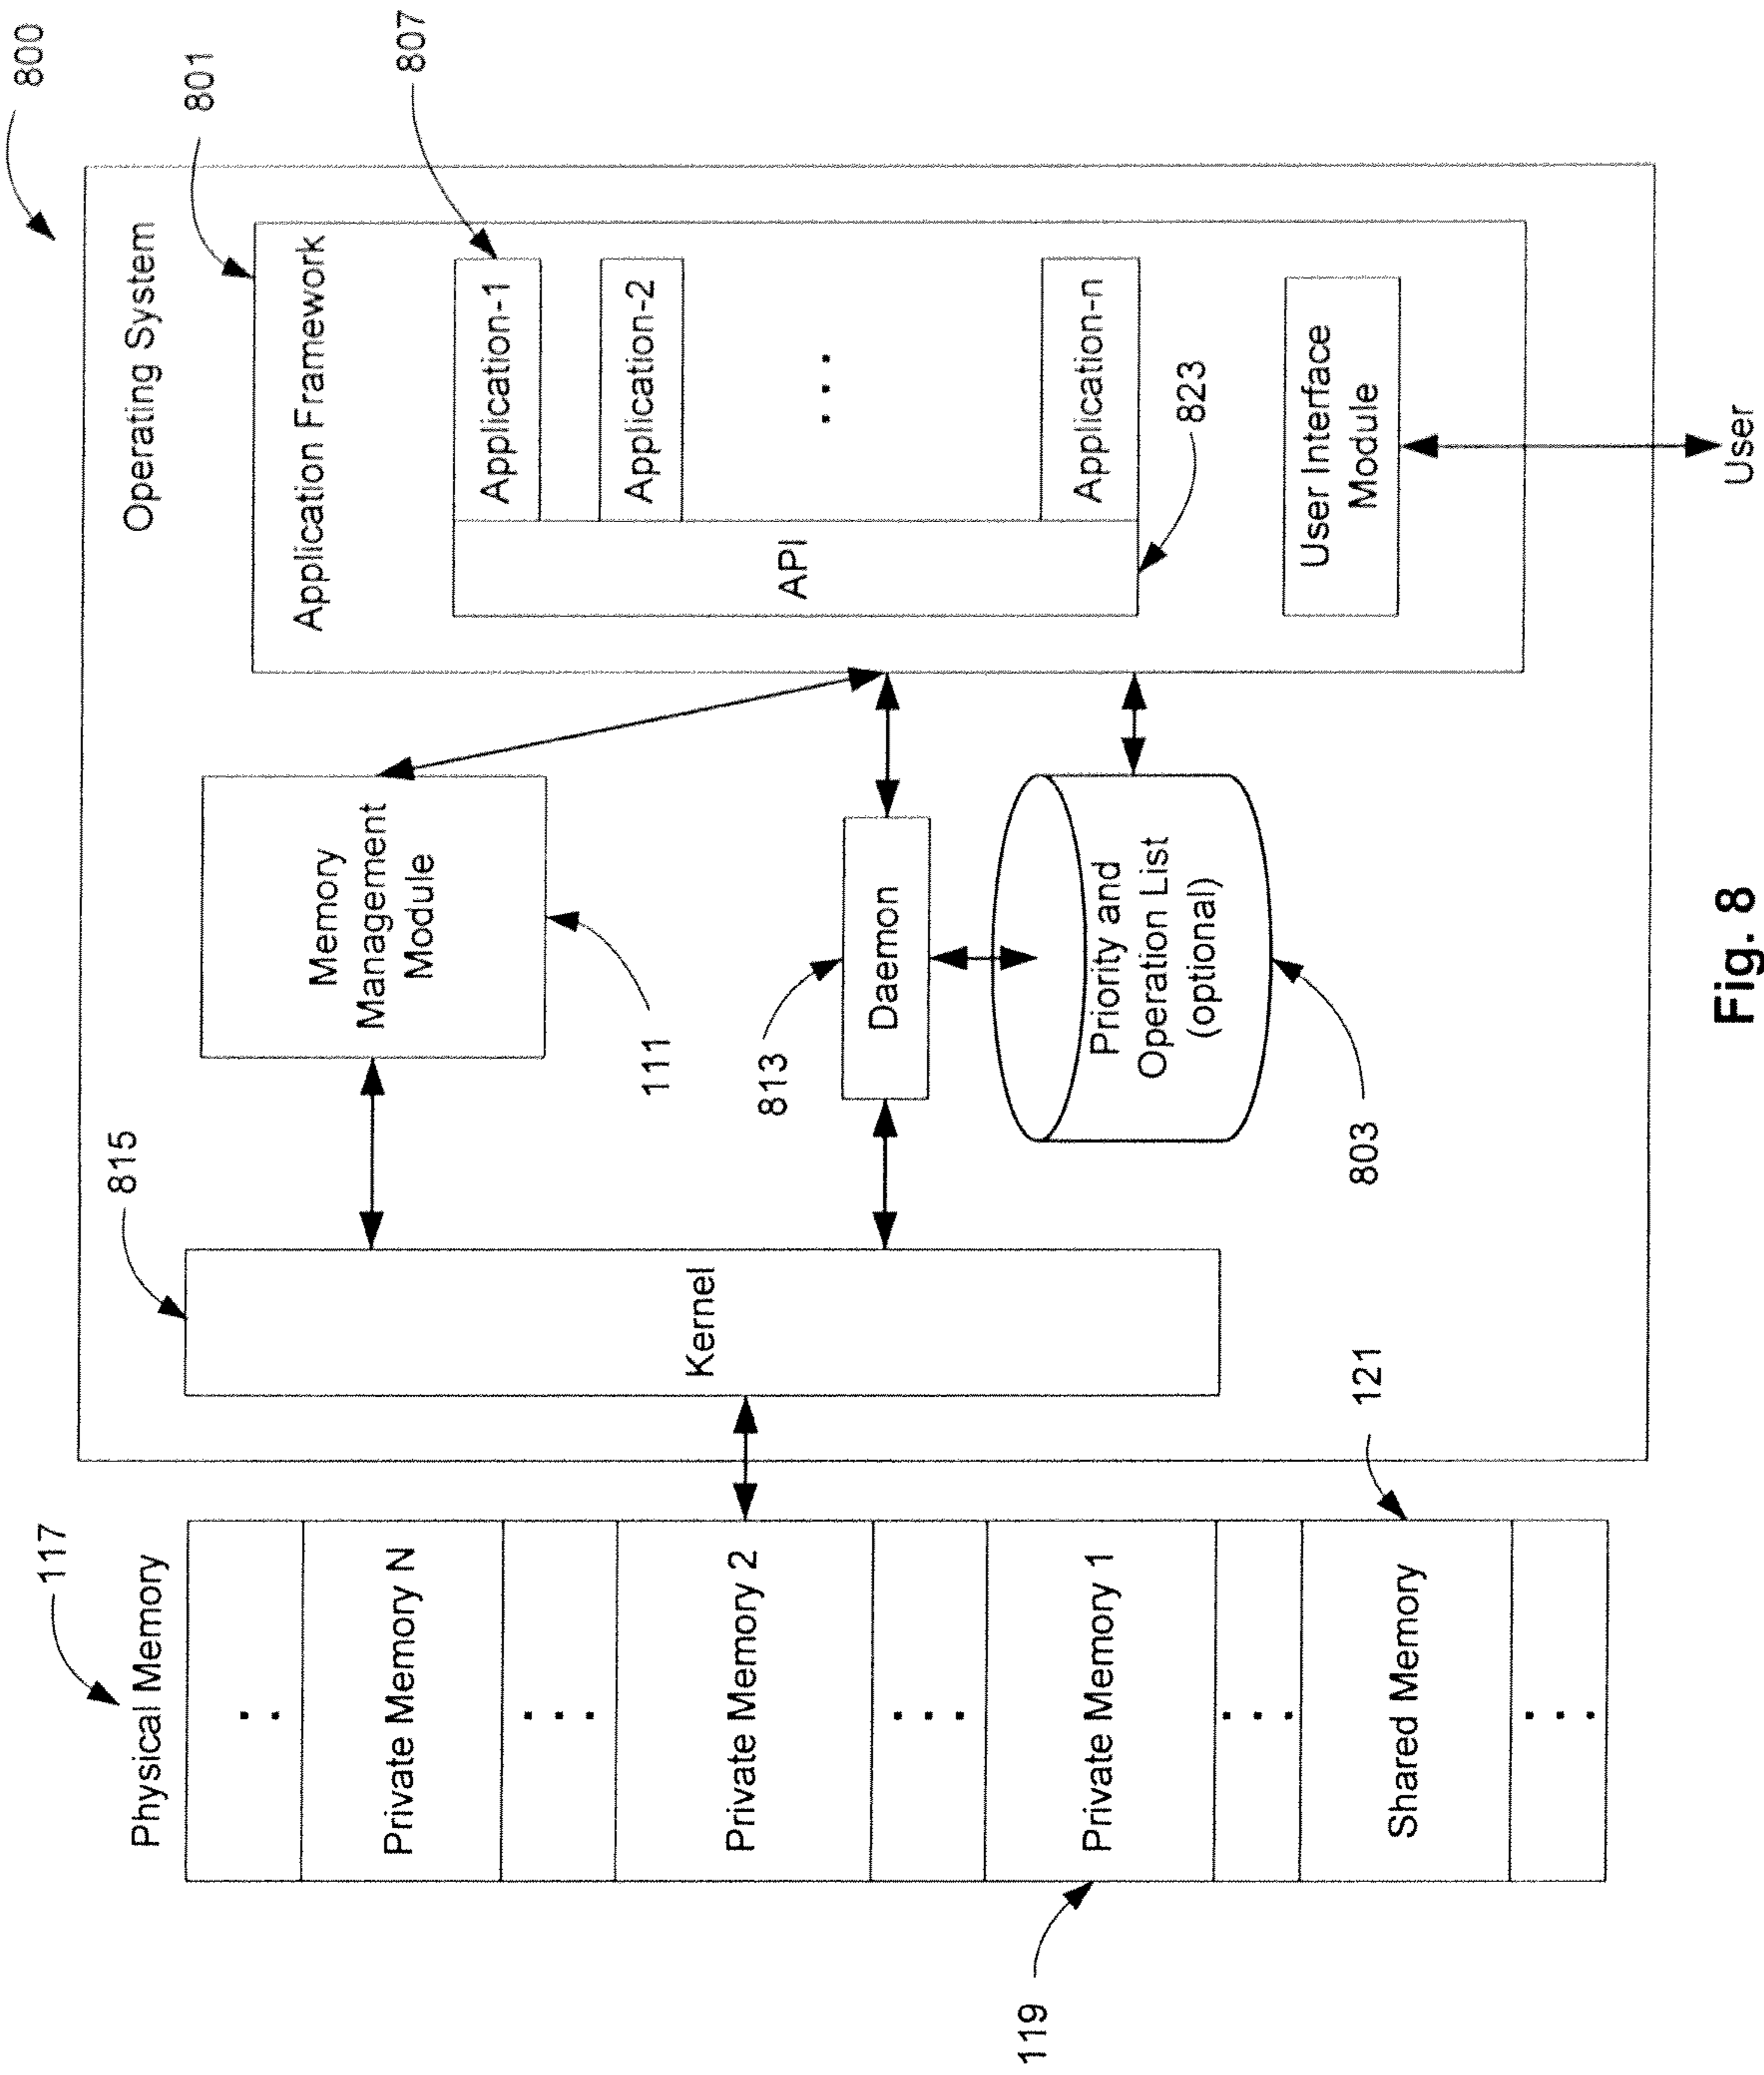 800
Operating System
801
Application Framework
807
Application-1
Application-2
...
Application-n
API
823
User Interface
Module
User
Memory
Management
Module
111
Daemon
813
Priority and
Operation List
(optional)
803
815
Kernel
117
Physical Memory
..
Private Memory N
...
Private Memory 2
...
Private Memory 1
...
Shared Memory
...
119
121
Fig. 8